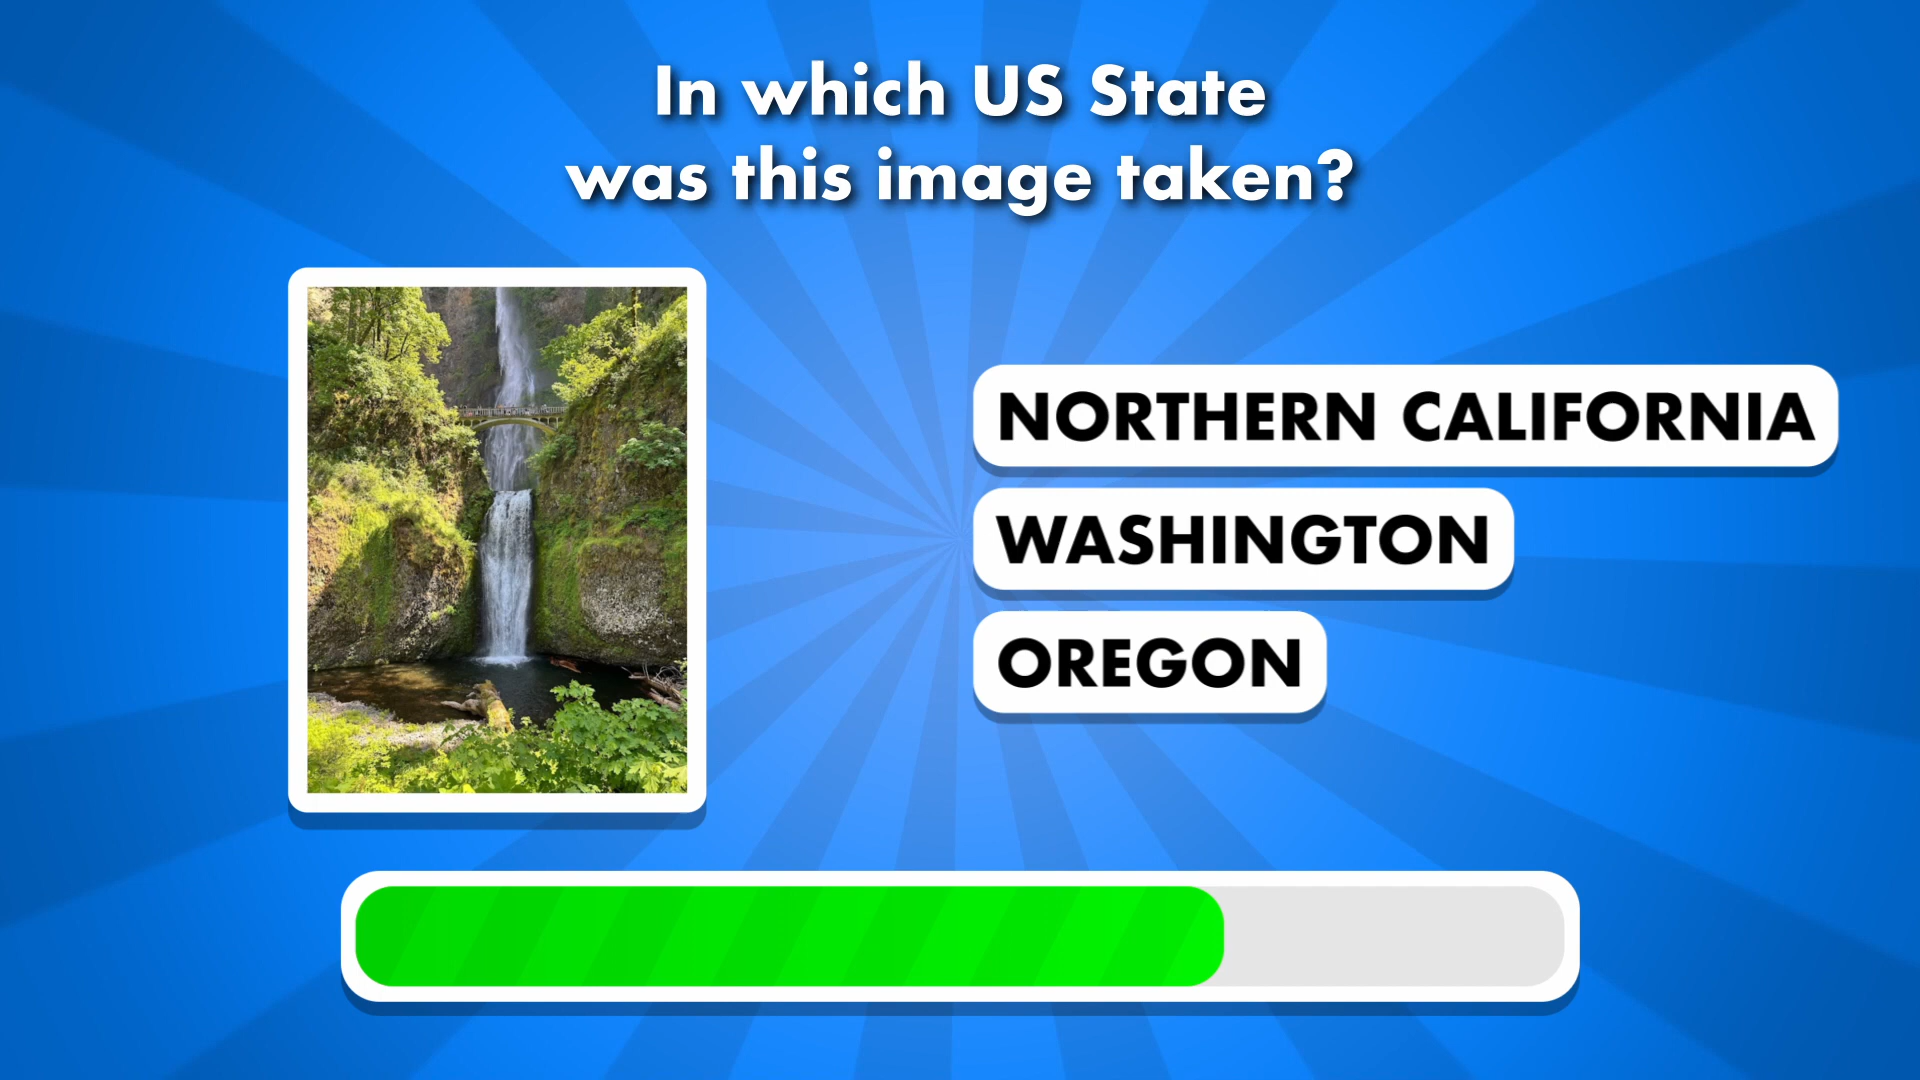 In which US State
was this image taken?
NORTHERN CALIFORNIA
WASHINGTON
OREGON